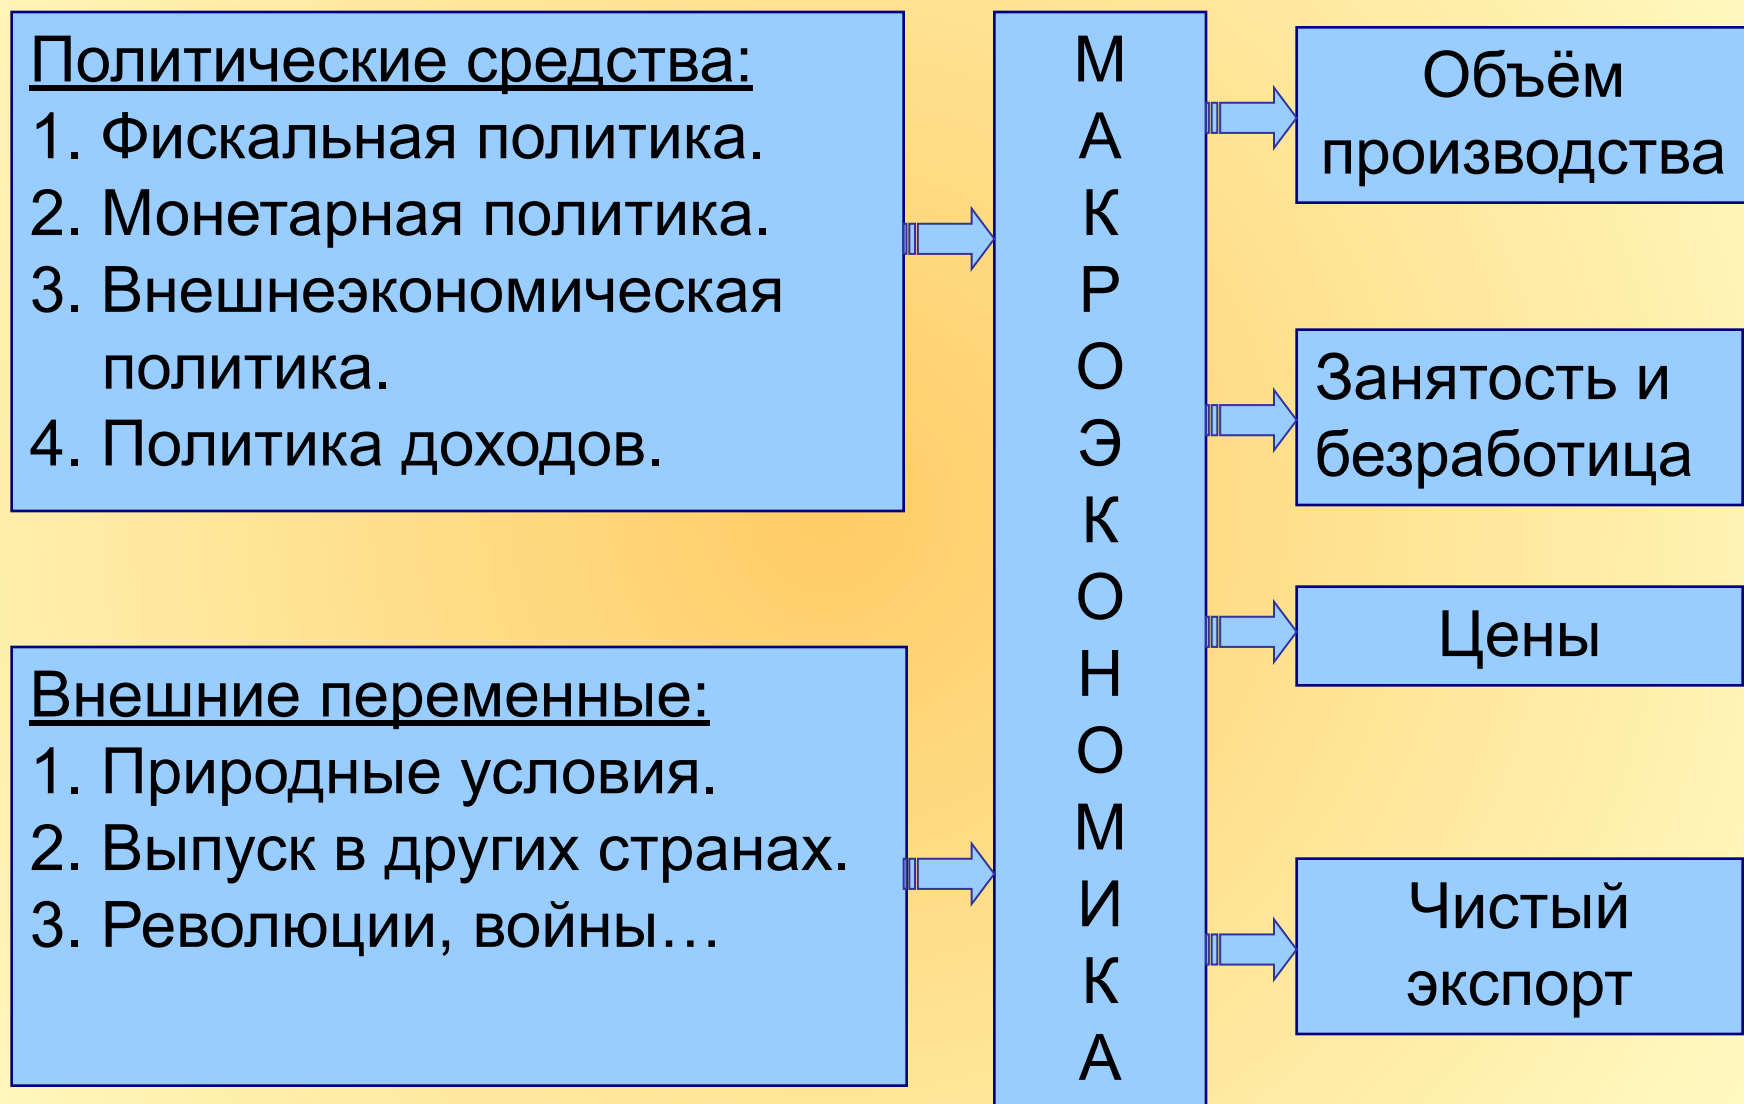 Политические средства:
1. Фискальная политика.
2. Монетарная политика.
3. Внешнеэкономическая
политика.
4. Политика доходов.
Внешние переменные:
1. Природные условия.
2. Выпуск в других странах.
3. Революции, войны…
М
А
К
Р
О
Э
К
О
Н
О
М
И
К
А
Объём
производства
Занятость и
безработица
Цены
Чистый
экспорт